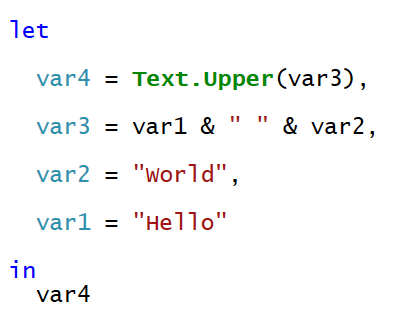 let
var4 = Text.Upper(var3),
var3 = var1 & " " & var2,
var2 = "World",
var1 = "Hello"
in
var4